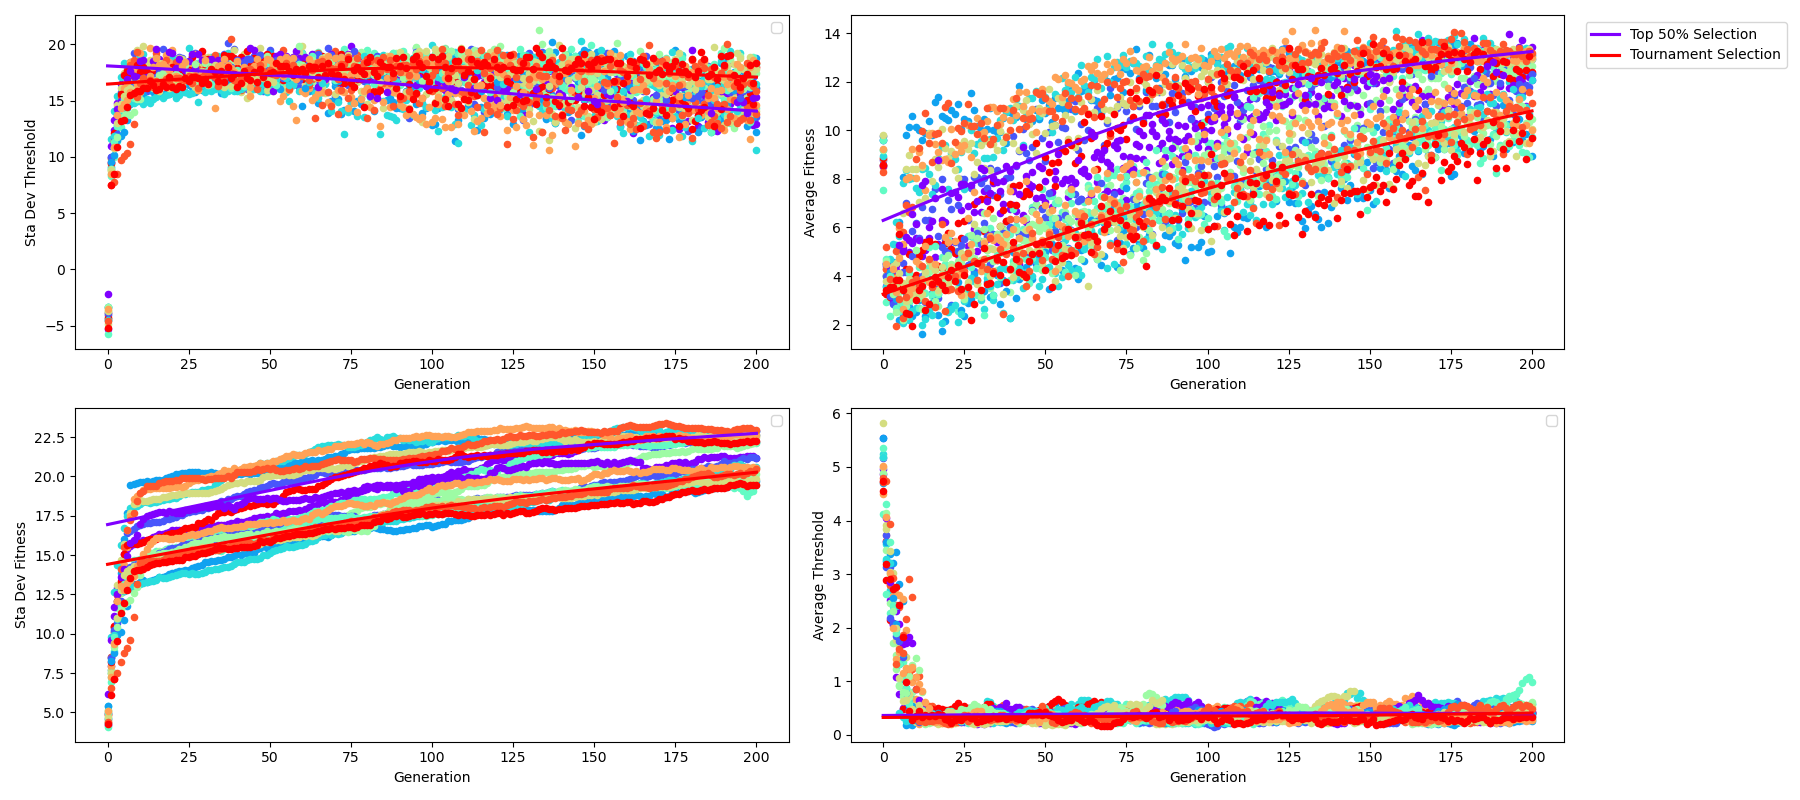 Sta Dev Threshold
20
15
10
5
0
−5
0 25 50 75 100 125 150 175 200
Generation
Average Fitness
14
12
10
8
6
4
2
0 25 50 75 100 125 150 175 200
Generation
Top 50% Selection
Tournament Selection
Sta Dev Fitness
22.5
20.0
17.5
15.0
12.5
10.0
7.5
5.0
0 25 50 75 100 125 150 175 200
Generation
Average Threshold
6
5
4
3
2
1
0
0 25 50 75 100 125 150 175 200
Generation